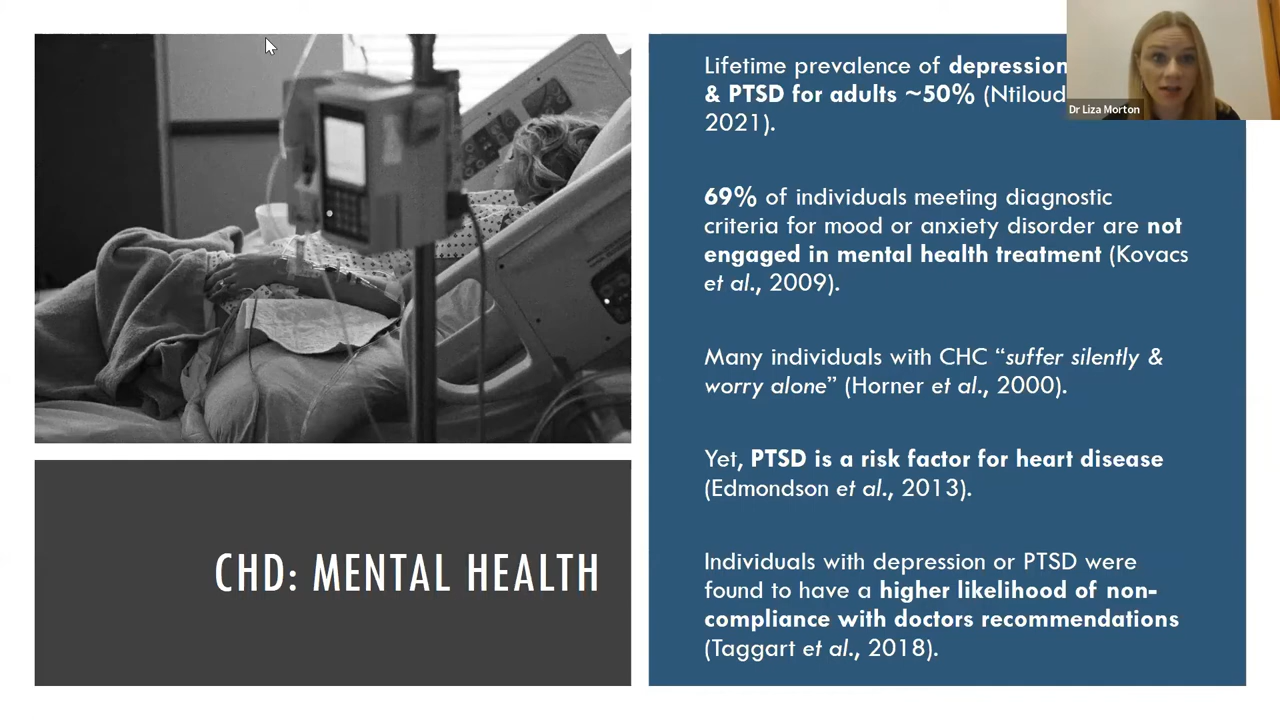 Lifetime prevalence of depression
& PTSD for adults ~50% (Ntiloud
2021).
Dr Liza Morton
69% of individuals meeting diagnostic
criteria for mood or anxiety disorder are not
engaged in mental health treatment (Kovacs
et al., 2009).
Many individuals with CHC “suffer silently &
worry alone” (Horner et al., 2000).
Yet, PTSD is a risk factor for heart disease
(Edmondson et al., 2013).
CHD: MENTAL HEALTH
Individuals with depression or PTSD were
found to have a higher likelihood of non-
compliance with doctors recommendations
(Taggart et al., 2018).